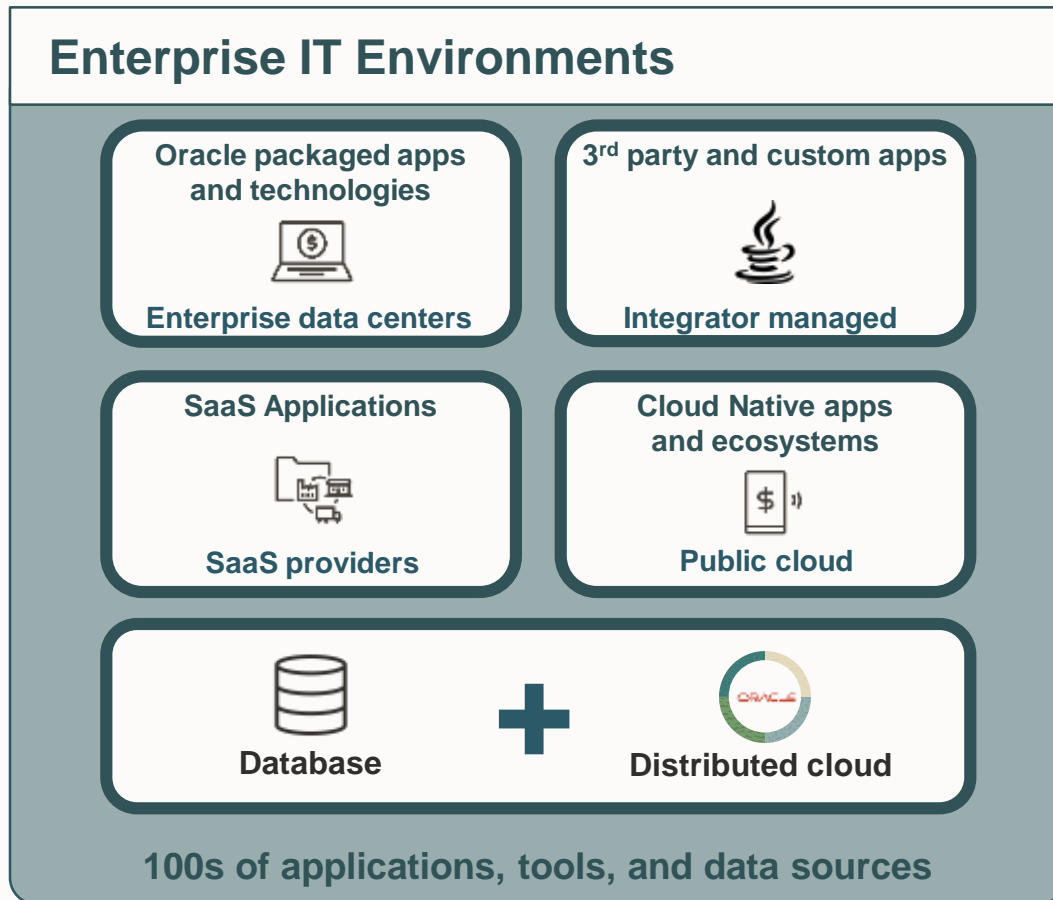 Enterprise IT Environments
Oracle packaged apps
and technologies
Enterprise data centers
3rd party and custom apps
Integrator managed
SaaS Applications
SaaS providers
Cloud Native apps
and ecosystems
$
Public cloud
Database
+
ORACLE
Distributed cloud
100s of applications, tools, and data sources